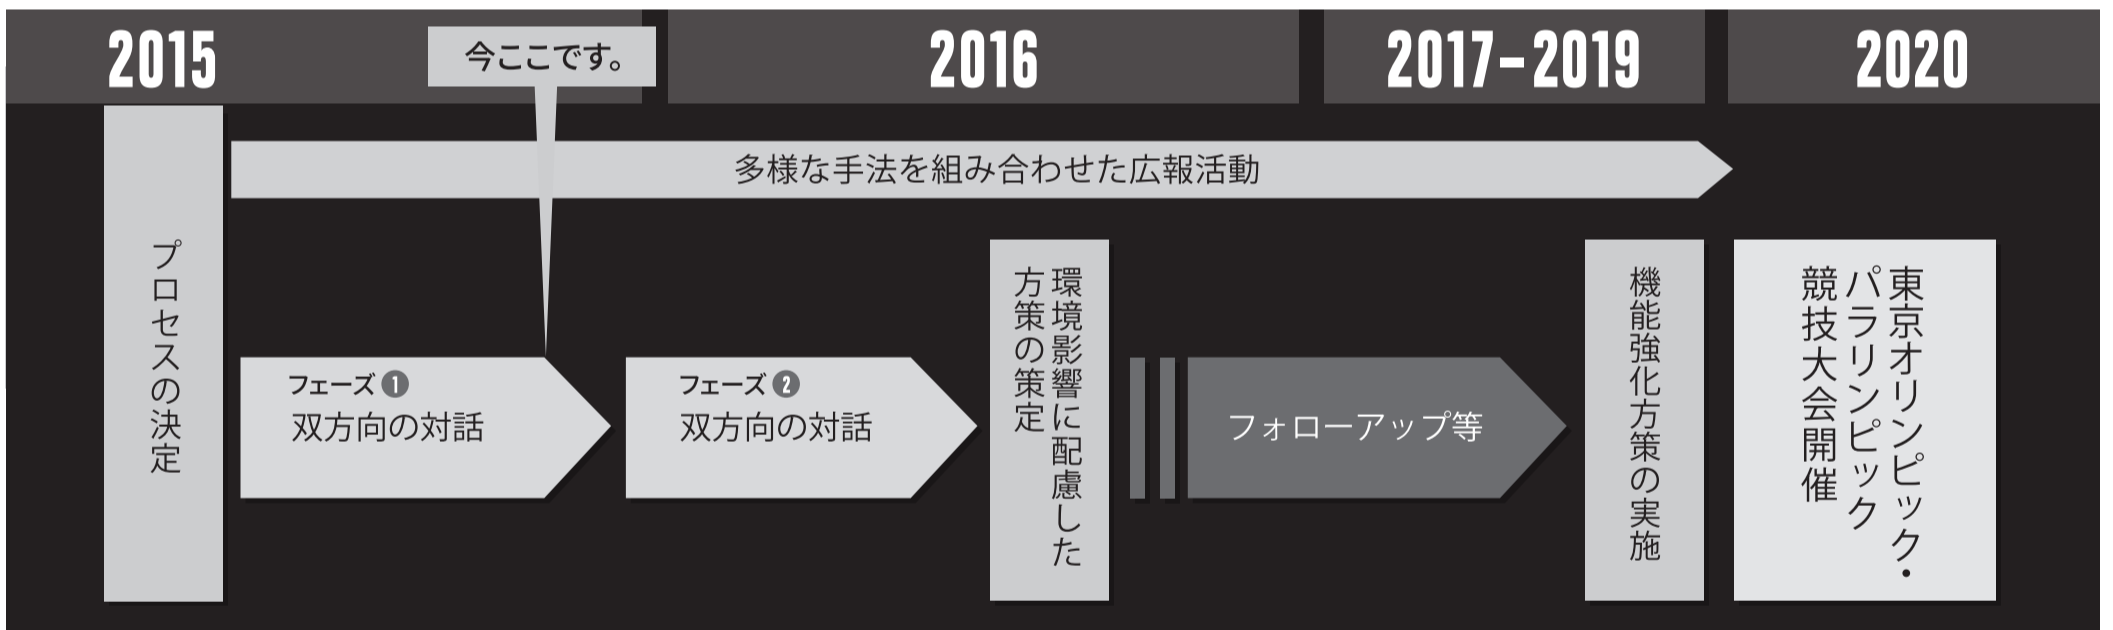 2015
今ここです。
2016
2017-2019
2020
多様な手法を組み合わせた広報活動
プロセスの決定
フェーズ 1
双方向の対話
フェーズ 2
双方向の対話
環境影響に配慮した
方策の策定
フォローアップ等
機能強化方策の実施
東京オリンピック・
パラリンピック
競技大会開催